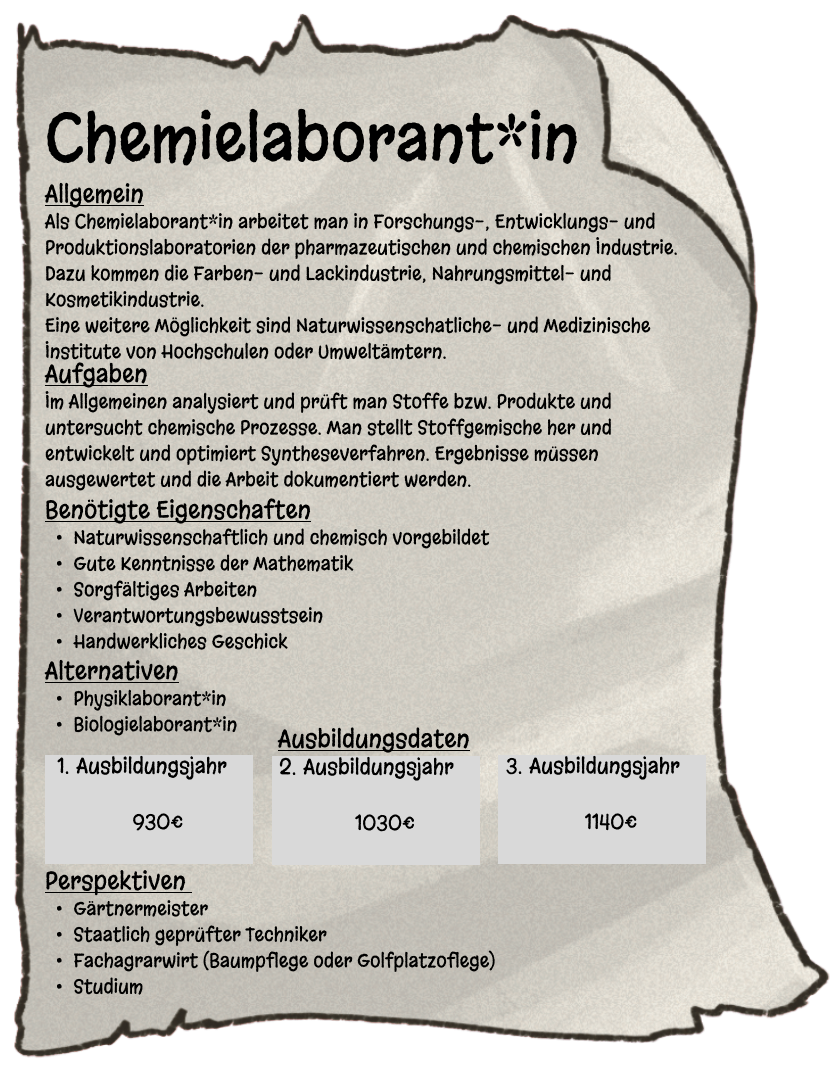 Chemielaborant*in
Allgemein
Als Chemielaborant*in arbeitet man in Forschungs-, Entwicklungs- und
Produktionslaboratorien der pharmazeutischen und chemischen industrie.
Dazu kommen die Farben- und Lackindustrie, Nahrungsmittel- und
Kosmetikindustrie.
Eine weitere Möglichkeit sind Naturwissenschatliche- und Medizinische
institute von Hochschulen oder Umweltämtern.
Aufgaben
im Allgemeinen analysiert und prüft man Stoffe bzw. Produkte und
untersucht chemische Prozesse. Man stellt Stoffgemische her und
entwickelt und optimiert Syntheseverfahren. Ergebnisse müssen
ausgewertet und die Arbeit dokumentiert werden.
Benötigte Eigenschaften
• Naturwissenschaftlich und chemisch vorgebildet
• Gute Kenntnisse der Mathematik
• Sorgfältiges Arbeiten
• Verantwortungsbewusstsein
• Handwerkliches Geschick
Alternativen
• Physiklaborant*in
• Biologielaborant*in
Ausbildungsdaten
1. Ausbildungsjahr
930€
2. Ausbildungsjahr
1030€
3. Ausbildungsjahr
1140€
Perspektiven
• Gärtnermeister
• Staatlich geprüfter Techniker
• Fachagrarwirt (Baumpflege oder Golfplatzoflege)
• Studium